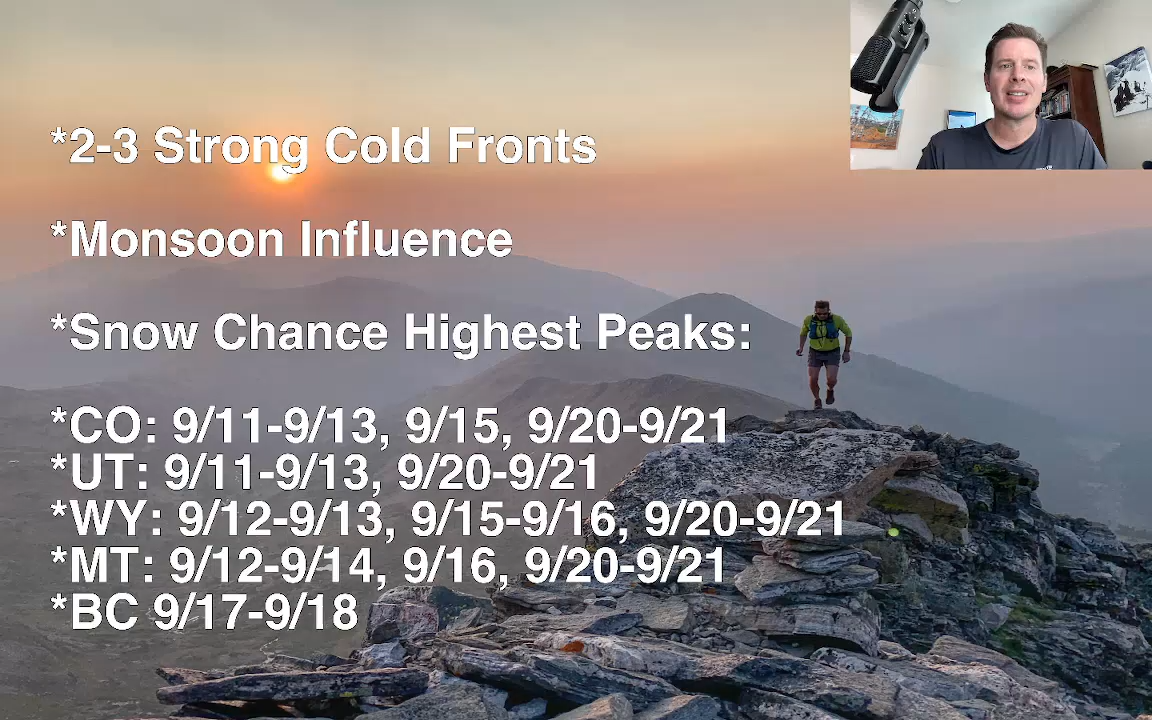 *2-3 Strong Cold Fronts
*Monsoon Influence
*Snow Chance Highest Peaks:
*CO: 9/11-9/13, 9/15, 9/20-9/21
*UT: 9/11-9/13, 9/20-9/21
*WY: 9/12-9/13, 9/15-9/16, 9/20-9/21
*MT: 9/12-9/14, 9/16, 9/20-9/21
*BC 9/17-9/18